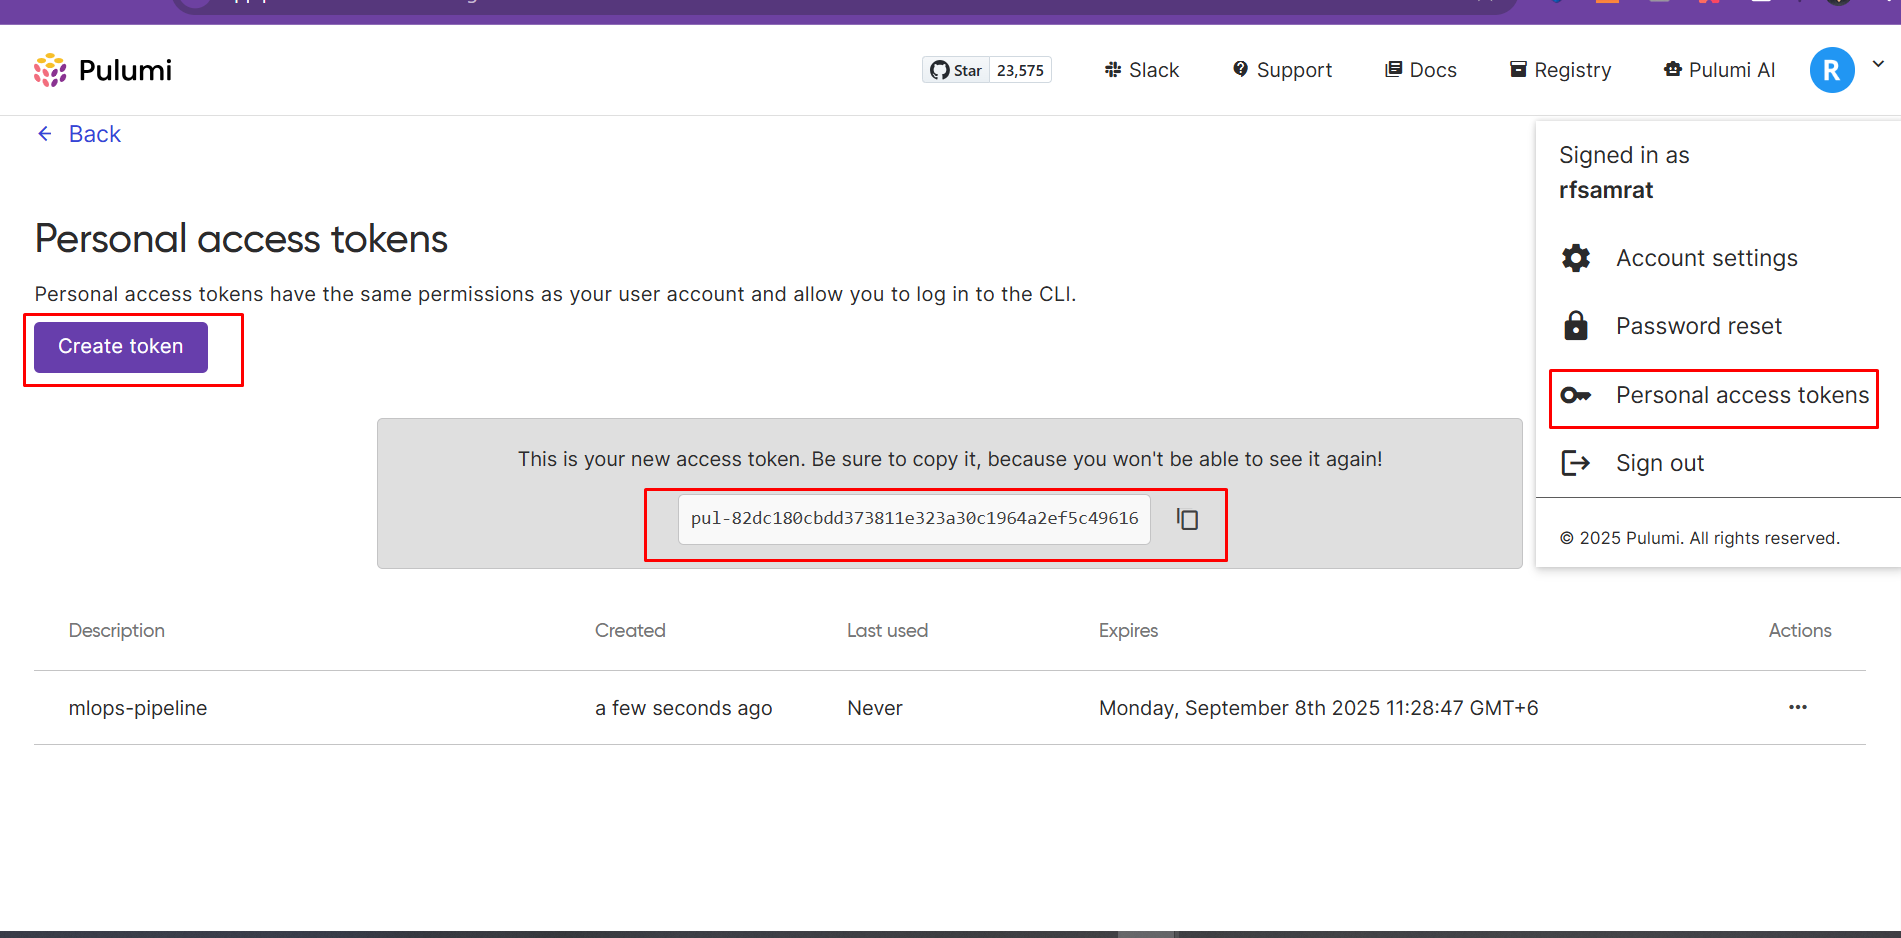 Pulumi
Star 23,575
Slack
Support
Docs
Registry
Pulumi AI
R
Back
Signed in as
rfsamrat
Account settings
Password reset
Personal access tokens
Sign out
© 2025 Pulumi. All rights reserved.
Personal access tokens
Personal access tokens have the same permissions as your user account and allow you to log in to the CLI.
Create token
This is your new access token. Be sure to copy it, because you won't be able to see it again!
pul-82dc180cbdd373811e323a30c1964a2ef5c49616
Description Created Last used Expires Actions
mlops-pipeline a few seconds ago Never Monday, September 8th 2025 11:28:47 GMT+6